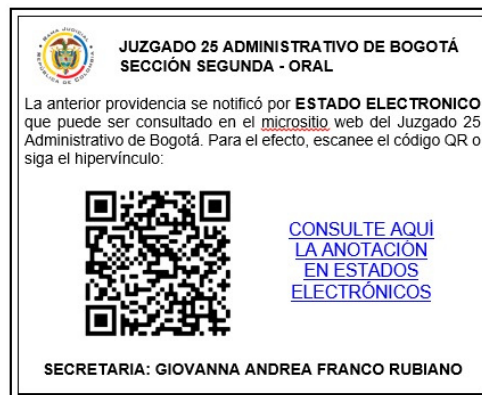 JUZGADO 25 ADMINISTRATIVO DE BOGOTÁ
SECCIÓN SEGUNDA - ORAL
La anterior providencia se notificó por ESTADO ELECTRONICO
que puede ser consultado en el micrositio web del Juzgado 25
Administrativo de Bogotá. Para el efecto, escanee el código QR o
siga el hipervínculo:
CONSULTE AQUÍ
LA ANOTACIÓN
EN ESTADOS
ELECTRÓNICOS
SECRETARIA: GIOVANNA ANDREA FRANCO RUBIANO